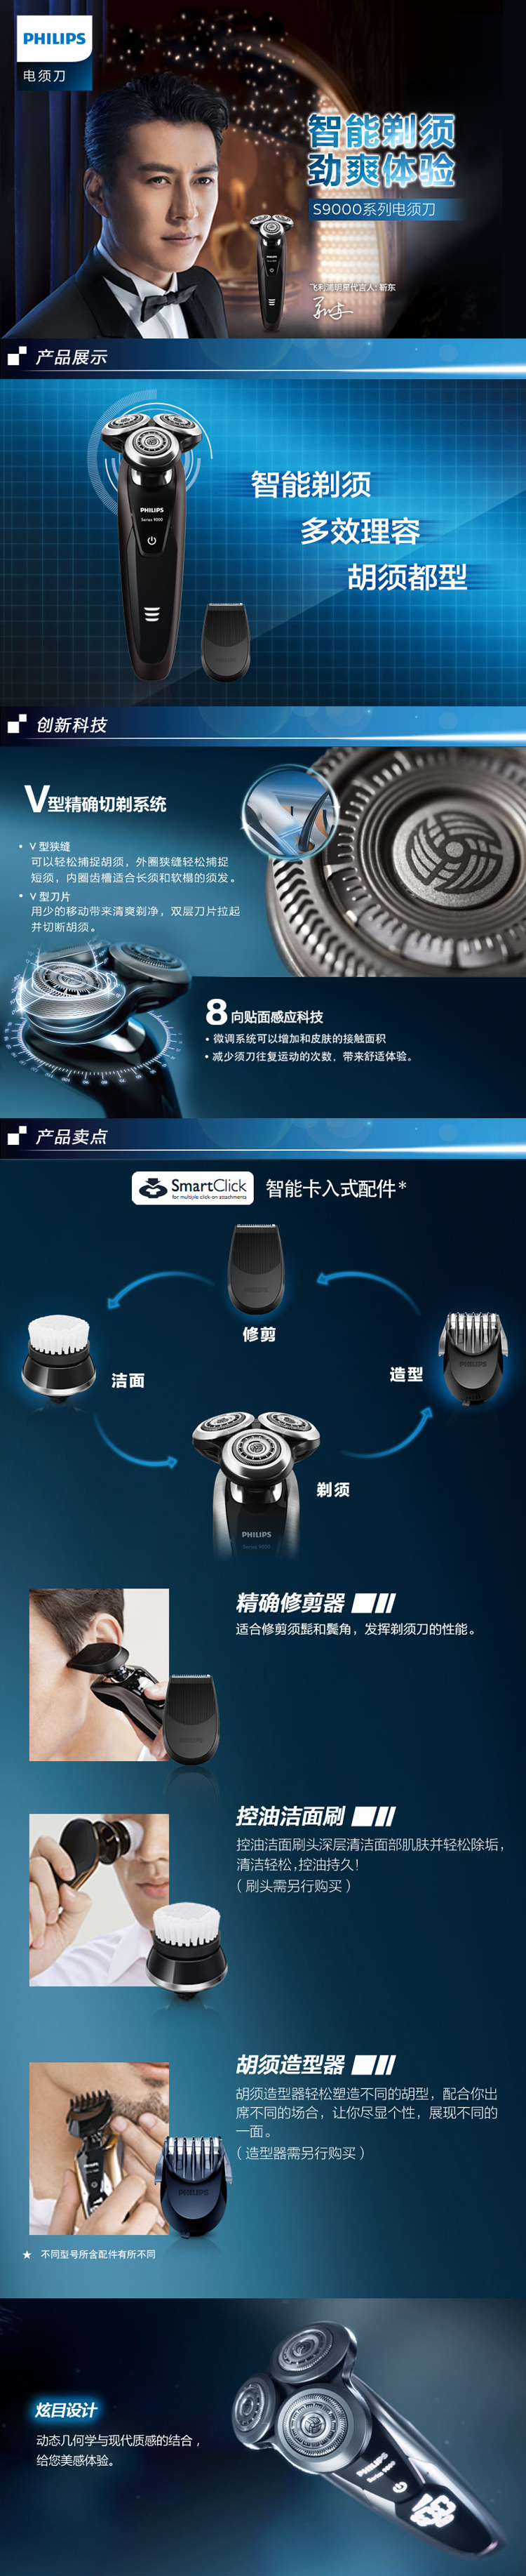 PHILIPS
电须刀
智能剃须
劲爽体验
S9000系列电须刀
飞利浦明星代言人: 靳东
产品展示
PHILIPS
Series 9000
智能剃须
多效理容
胡须都型
创新科技
V型精确切剃系统
• V 型狭缝
可以轻松捕捉胡须，外圈狭缝轻松捕捉
短须，内圈齿槽适合长须和软榻的须发。
• V 型刀片
用少的移动带来清爽剃净，双层刀片拉起
并切断胡须。
8向贴面感应科技
• 微调系统可以增加和皮肤的接触面积
• 减少须刀往复运动的次数，带来舒适体验。
产品卖点
SmartClick
for multiple click-on attachments
智能卡入式配件*
修剪
洁面
造型
PHILIPS
剃须
PHILIPS
Series 9000
精确修剪器
适合修剪须髭和鬓角，发挥剃须刀的性能。
控油洁面刷
控油洁面刷头深层清洁面部肌肤并轻松除垢，
清洁轻松,控油持久！
（ 刷头需另行购买 ）
胡须造型器
胡须造型器轻松塑造不同的胡型，配合你出
席不同的场合，让你尽显个性，展现不同的
一面。
（ 造型器需另行购买 ）
PHILIPS
★ 不同型号所含配件有所不同
炫目设计
动态几何学与现代质感的结合，
给您美感体验。
PHILIPS
Series 9000